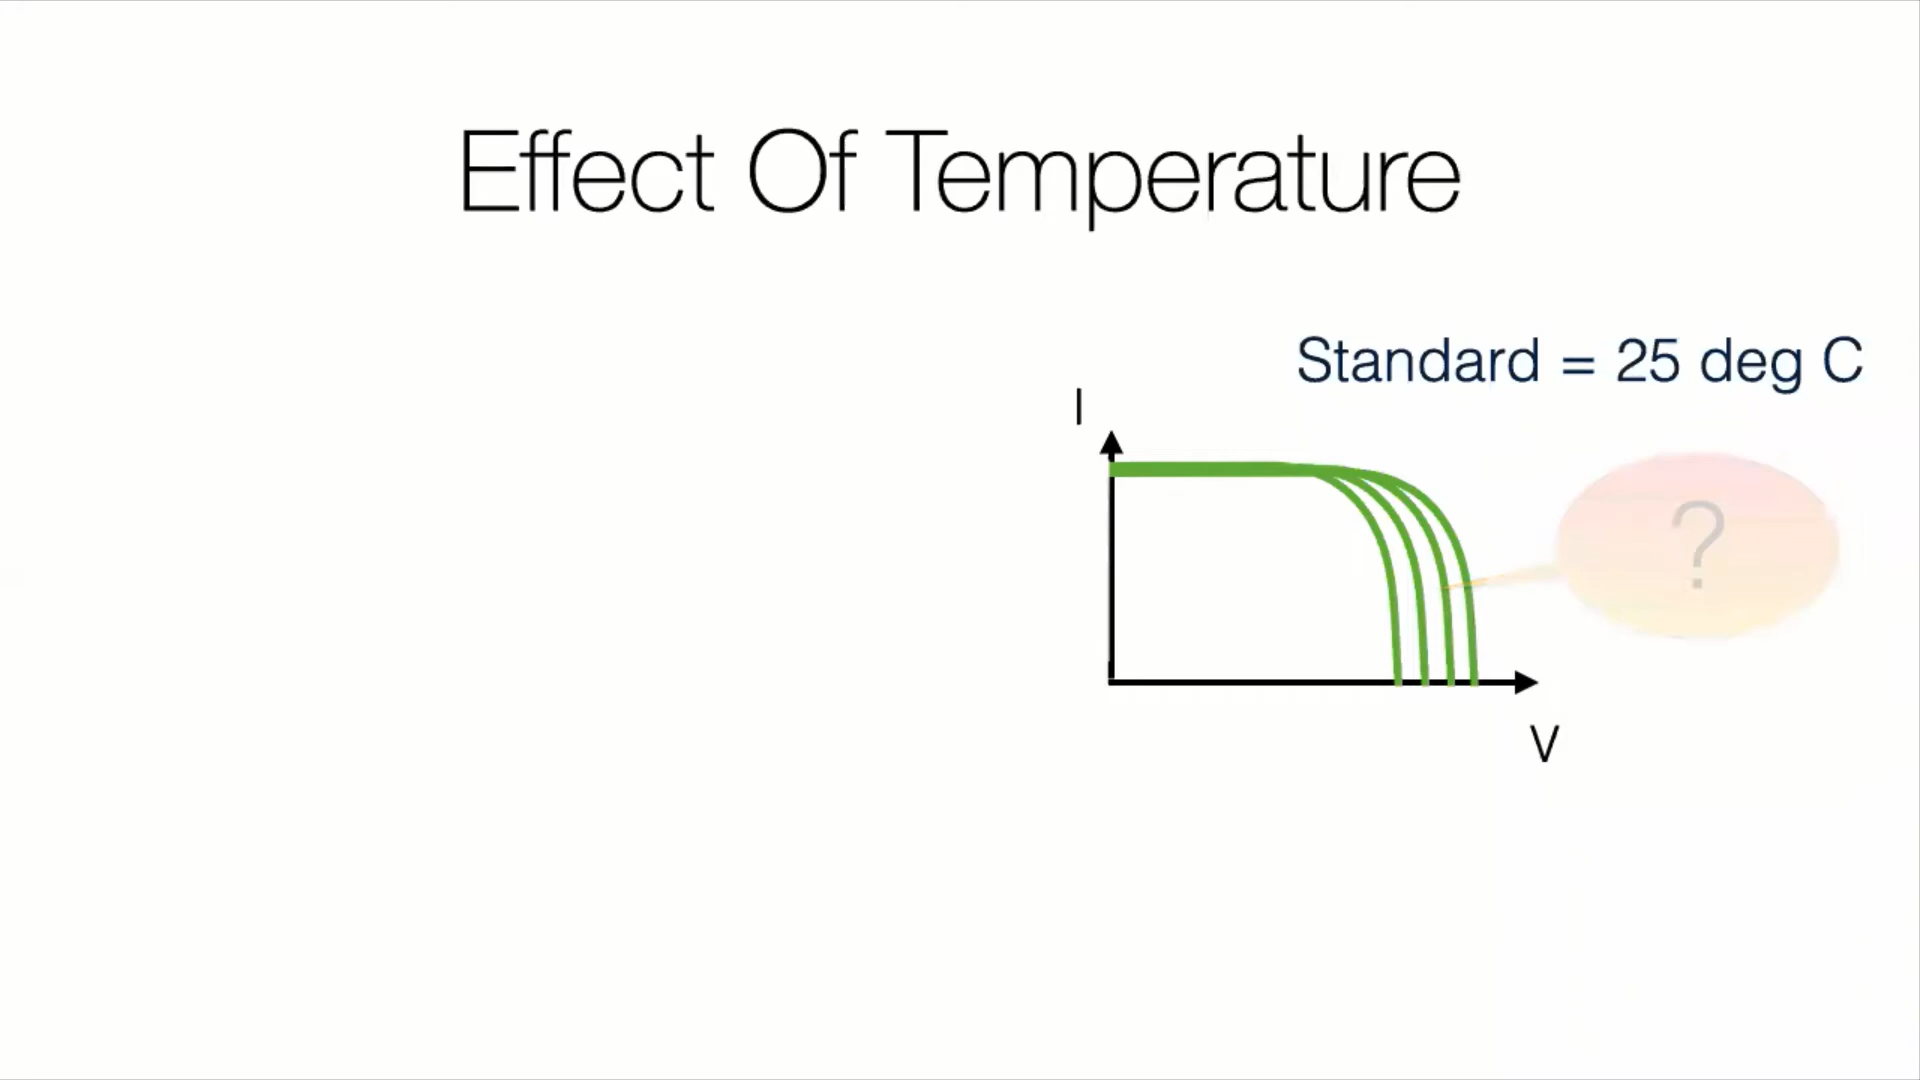 Effect Of Temperature
Standard = 25 deg C
I
?
V